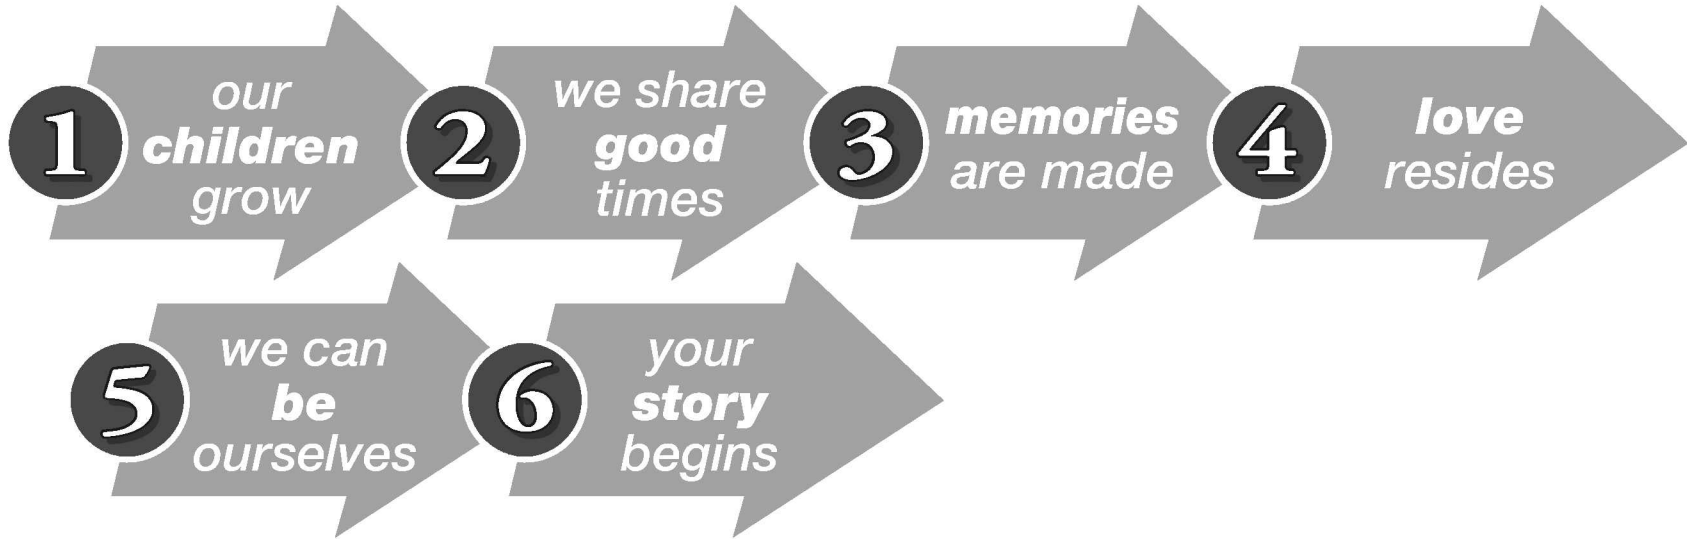 1
our
children
grow
2
we share
good
times
3
memories
are made
4
love
resides
5
we can
be
ourselves
6
your
story
begins